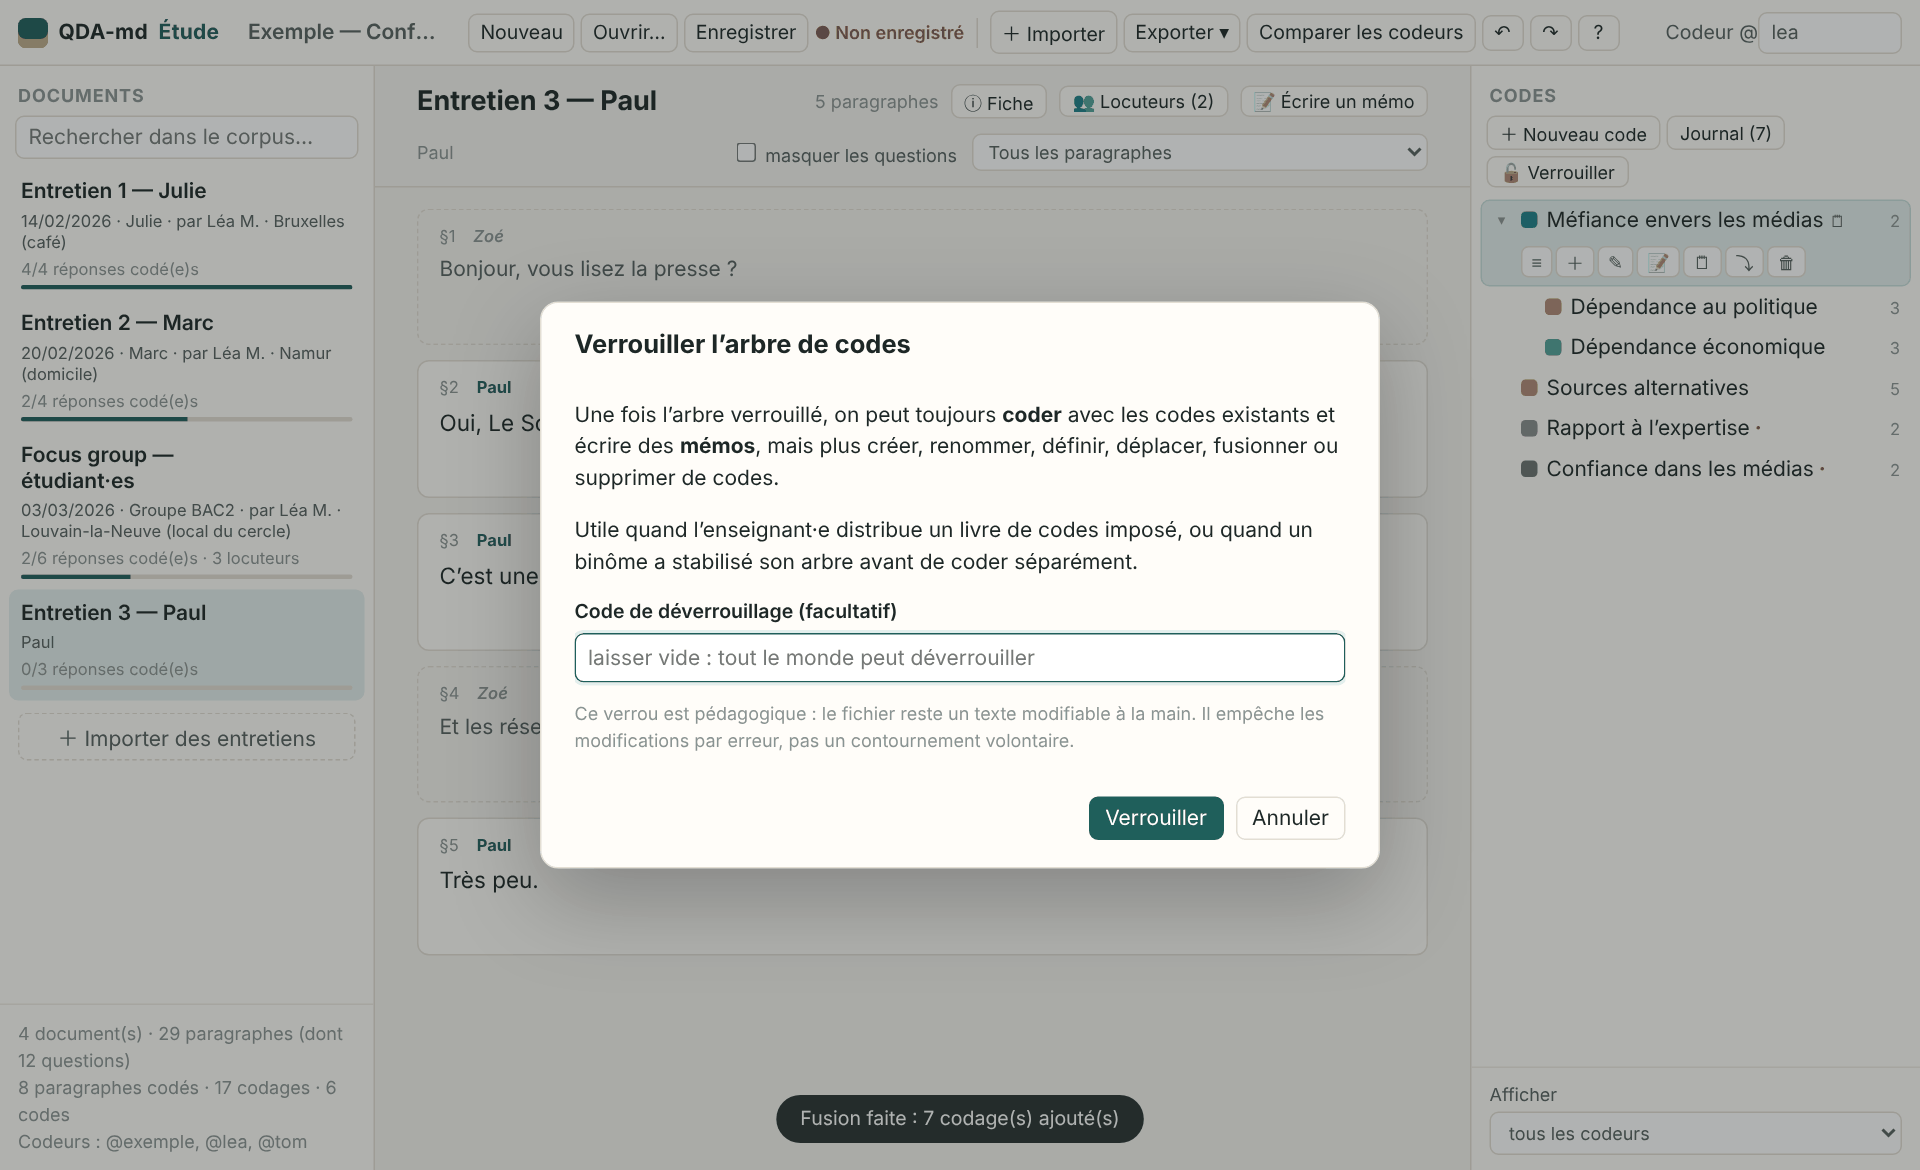 QDA-md Étude
Exemple — Conf…
Nouveau
Ouvrir…
Enregistrer
Non enregistré
+ Importer
Exporter ▾
Comparer les codeurs
↶
↷
?
Codeur @
lea
DOCUMENTS
Rechercher dans le corpus…
Entretien 1 — Julie
14/02/2026 · Julie · par Léa M. · Bruxelles
(café)
4/4 réponses codé(e)s
Entretien 2 — Marc
20/02/2026 · Marc · par Léa M. · Namur
(domicile)
2/4 réponses codé(e)s
Focus group —
étudiant·es
03/03/2026 · Groupe BAC2 · par Léa M. ·
Louvain-la-Neuve (local du cercle)
2/6 réponses codé(e)s · 3 locuteurs
Entretien 3 — Paul
Paul
0/3 réponses codé(e)s
+ Importer des entretiens
4 document(s) · 29 paragraphes (dont
12 questions)
8 paragraphes codés · 17 codages · 6
codes
Codeurs : @exemple, @lea, @tom
Entretien 3 — Paul
5 paragraphes
ⓘ Fiche
👥 Locuteurs (2)
📝 Écrire un mémo
Paul
masquer les questions
Tous les paragraphes
§1 Zoé
Bonjour, vous lisez la presse ?
§2 Paul
Oui, Le So
§3 Paul
C’est une
§4 Zoé
Et les rése
§5 Paul
Très peu.
Verrouiller l’arbre de codes
Une fois l’arbre verrouillé, on peut toujours coder avec les codes existants et
écrire des mémos, mais plus créer, renommer, définir, déplacer, fusionner ou
supprimer de codes.
Utile quand l’enseignant·e distribue un livre de codes imposé, ou quand un
binôme a stabilisé son arbre avant de coder séparément.
Code de déverrouillage (facultatif)
laisser vide : tout le monde peut déverrouiller
Ce verrou est pédagogique : le fichier reste un texte modifiable à la main. Il empêche les
modifications par erreur, pas un contournement volontaire.
Verrouiller
Annuler
Fusion faite : 7 codage(s) ajouté(s)
CODES
+ Nouveau code
Journal (7)
🔓 Verrouiller
Méfiance envers les médias 2
Dépendance au politique 3
Dépendance économique 3
Sources alternatives 5
Rapport à l’expertise · 2
Confiance dans les médias · 2
Afficher
tous les codeurs